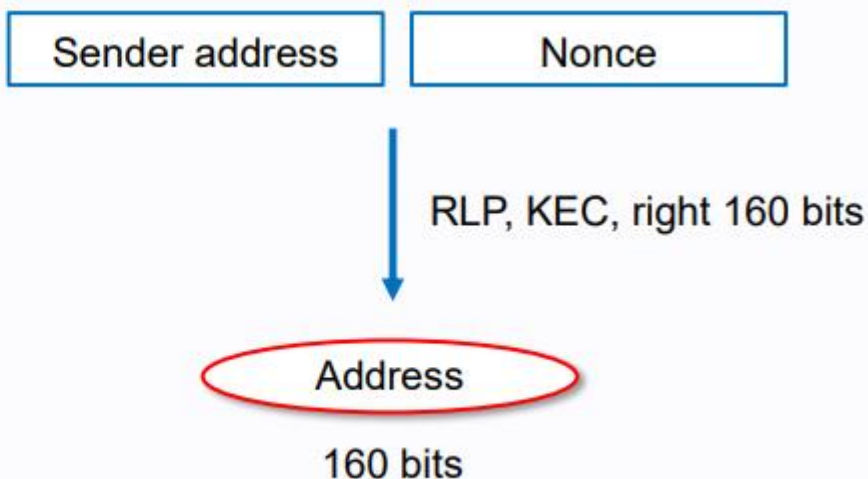 Sender address
Nonce
RLP, KEC, right 160 bits
Address
160 bits